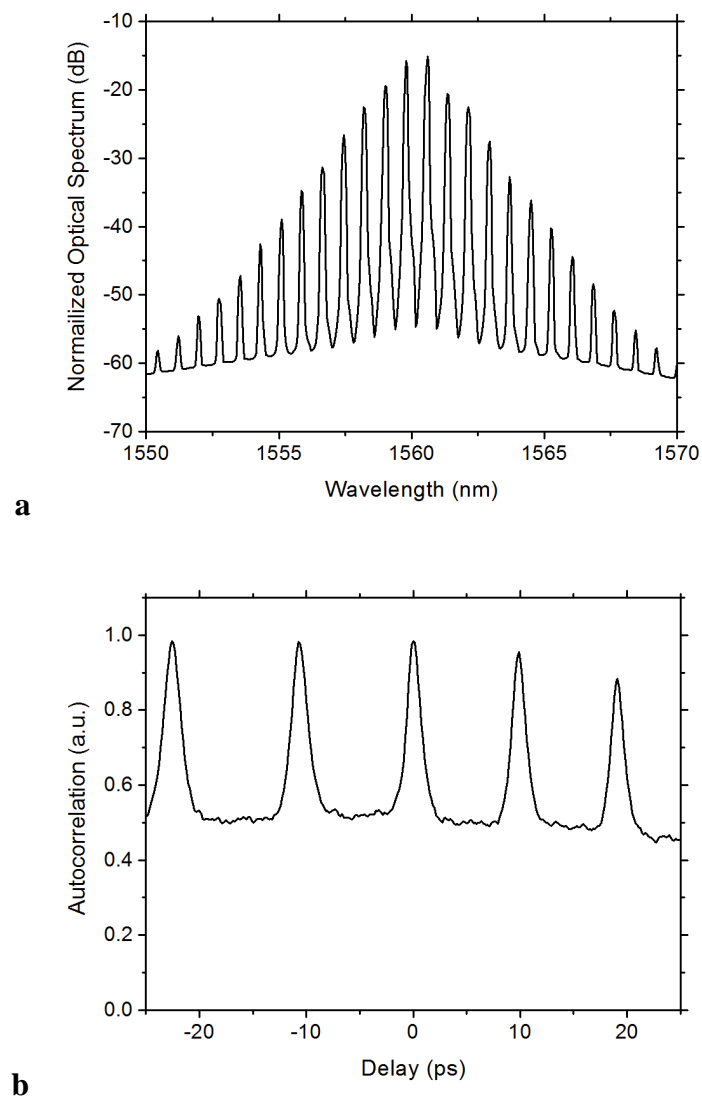 -10
-20
-30
-40
-50
-60
-70
Normailized Optical Spectrum (dB)
1550 1555 1560 1565 1570
Wavelength (nm)
a
1.0
0.8
0.6
0.4
0.2
0.0
Autocorrelation (a.u.)
-20 -10 0 10 20
Delay (ps)
b